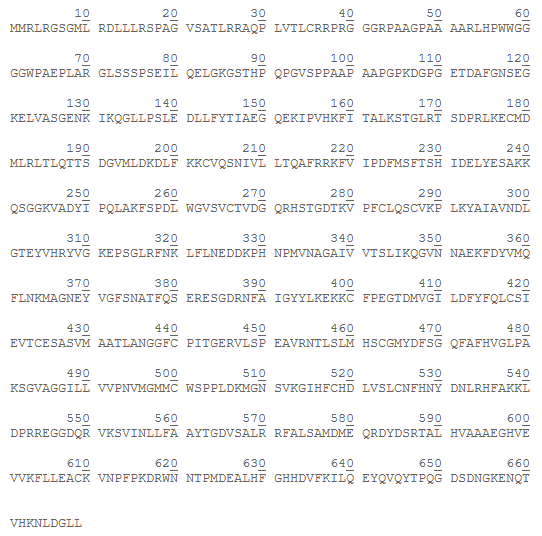 10 20 30 40 50 60
MMRLRGSGML RDLLLRSPAG VSATLRRAQP LVTLCRRPRG GGRPAAGPAA AARLHPWWGG
70 80 90 100 110 120
GGWPAEPLAR GLSSSPSEIL QELGKGSTHP QPGVSPPAAP AAPGPKDGPG ETDAFGNSEG
130 140 150 160 170 180
KELVASGENK IKQGLLPSLE DLLFYTIAEG QEKIPVHKFI TALKSTGLRT SDPRLKECMD
190 200 210 220 230 240
MLRLTLQTTS DGVMLDKDLF KKCVQSNIVL LTQAFRRKFV IPDFMSFTSH IDELYESAKK
250 260 270 280 290 300
QSGGKVADYI PQLAKFSPDL WGVSVCTVDG QRHSTGDTKV PFCLQSCVKP LKYAIAVNDL
310 320 330 340 350 360
GTEYVHRYVG KEPSGLRFNK LFLNEDDKPH NPMVNAGAIV VTSLIKQGVN NAEKFDYVMQ
370 380 390 400 410 420
FLNKMAGNEY VGFSNATFQS ERESGDRNFA IGYYLKEKKC FPEGTDMVGI LDFYFQLCSI
430 440 450 460 470 480
EVTCESASVM AATLANGGFC PITGERVLSP EAVRNTLSLM HSCGMYDFSG QFAFHVGLPA
490 500 510 520 530 540
KSGVAGGILL VVPNVMGMMC WSPPLDKMGN SVKGIHFCHD LVSLCNFHNY DNLRHFAKKL
550 560 570 580 590 600
DPRREGGDQR VKSVINLLFA AYTGDVSALR RFALSAMDME QRDYDSRTAL HVAAAEGHVE
610 620 630 640 650 660
VVKFLLEACK VNPFPKDRWN NTPMDEALHF GHHDVFKILQ EYQVQYTPQG DSDNGKENQT
VHKNLDGLL